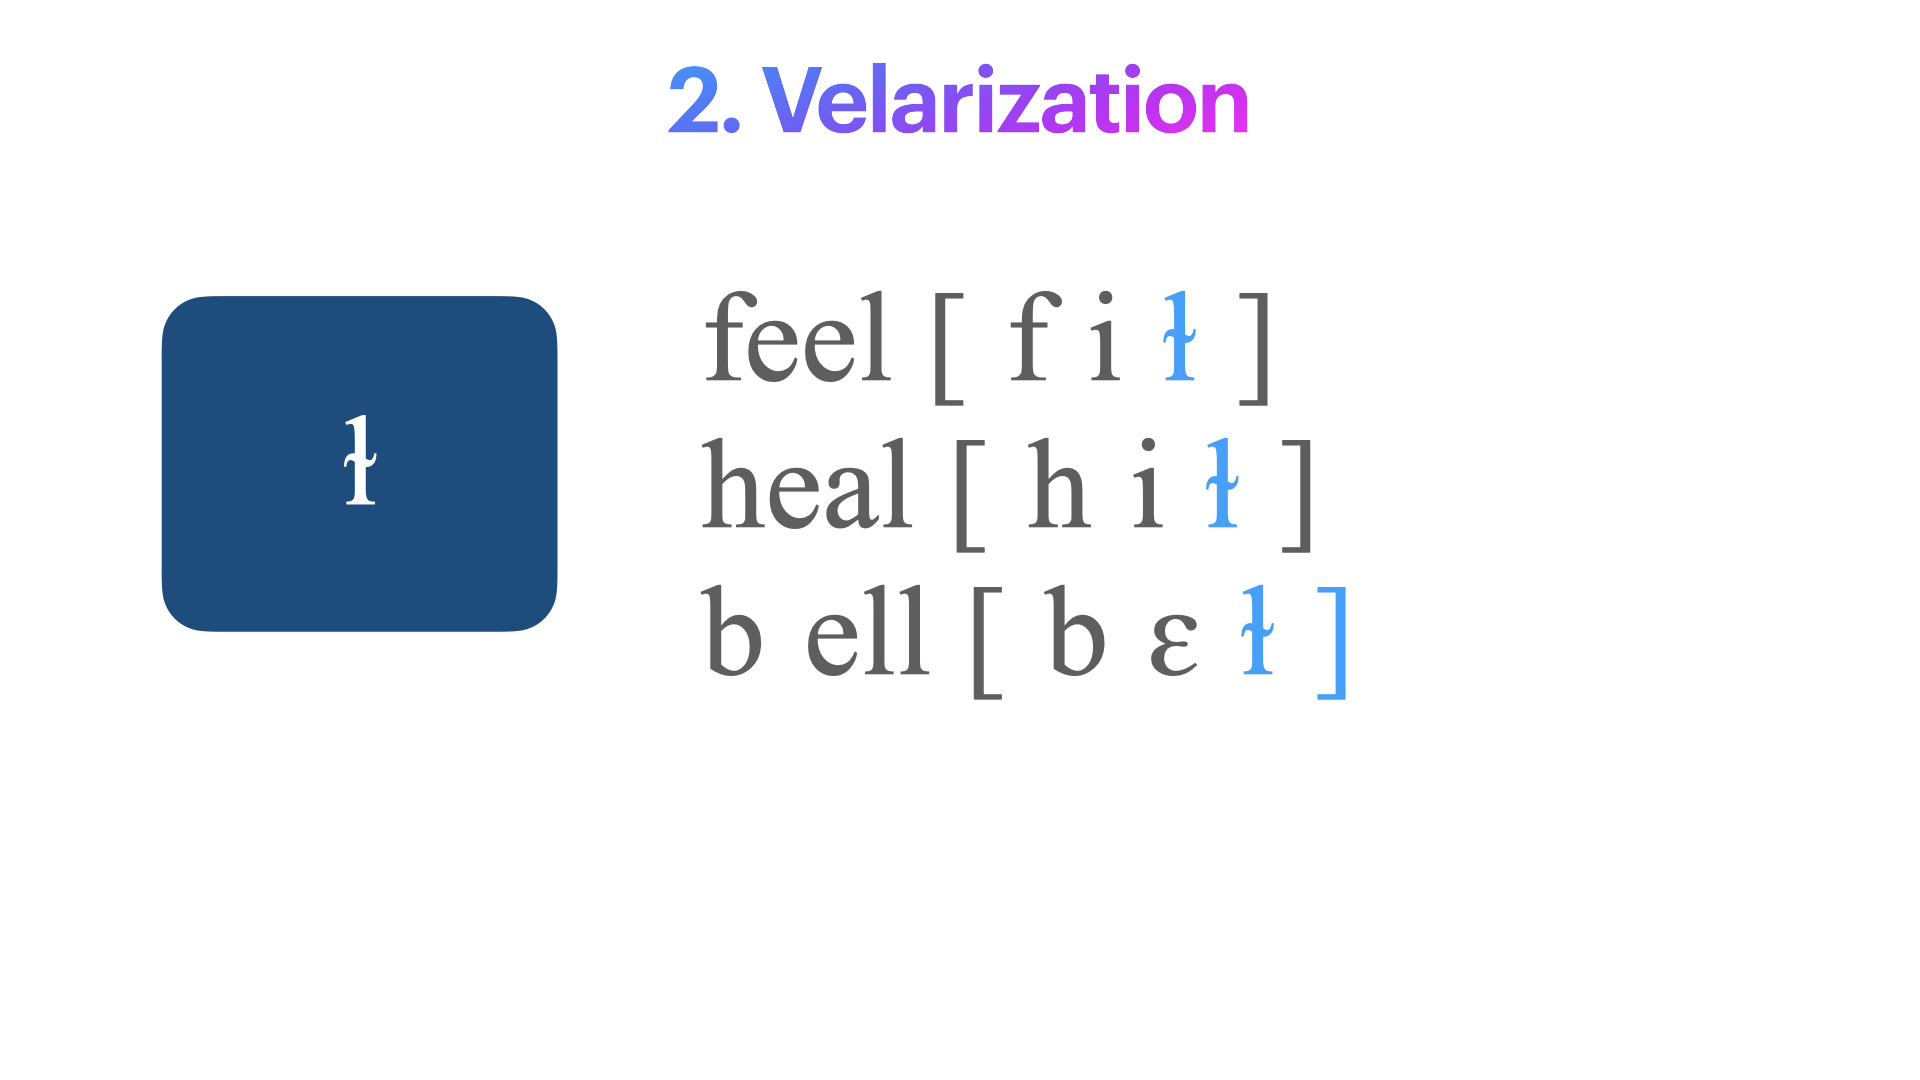 2. Velarization
ɫ
feel [ f i ɫ ]
heal [ h i ɫ ]
b ell [ b ɛ ɫ ]